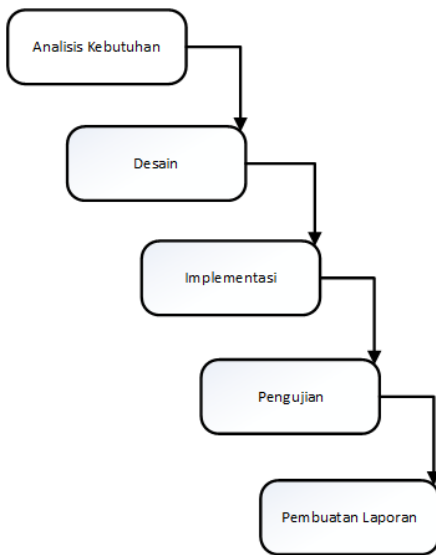 Analisis Kebutuhan
Desain
Implementasi
Pengujian
Pembuatan Laporan